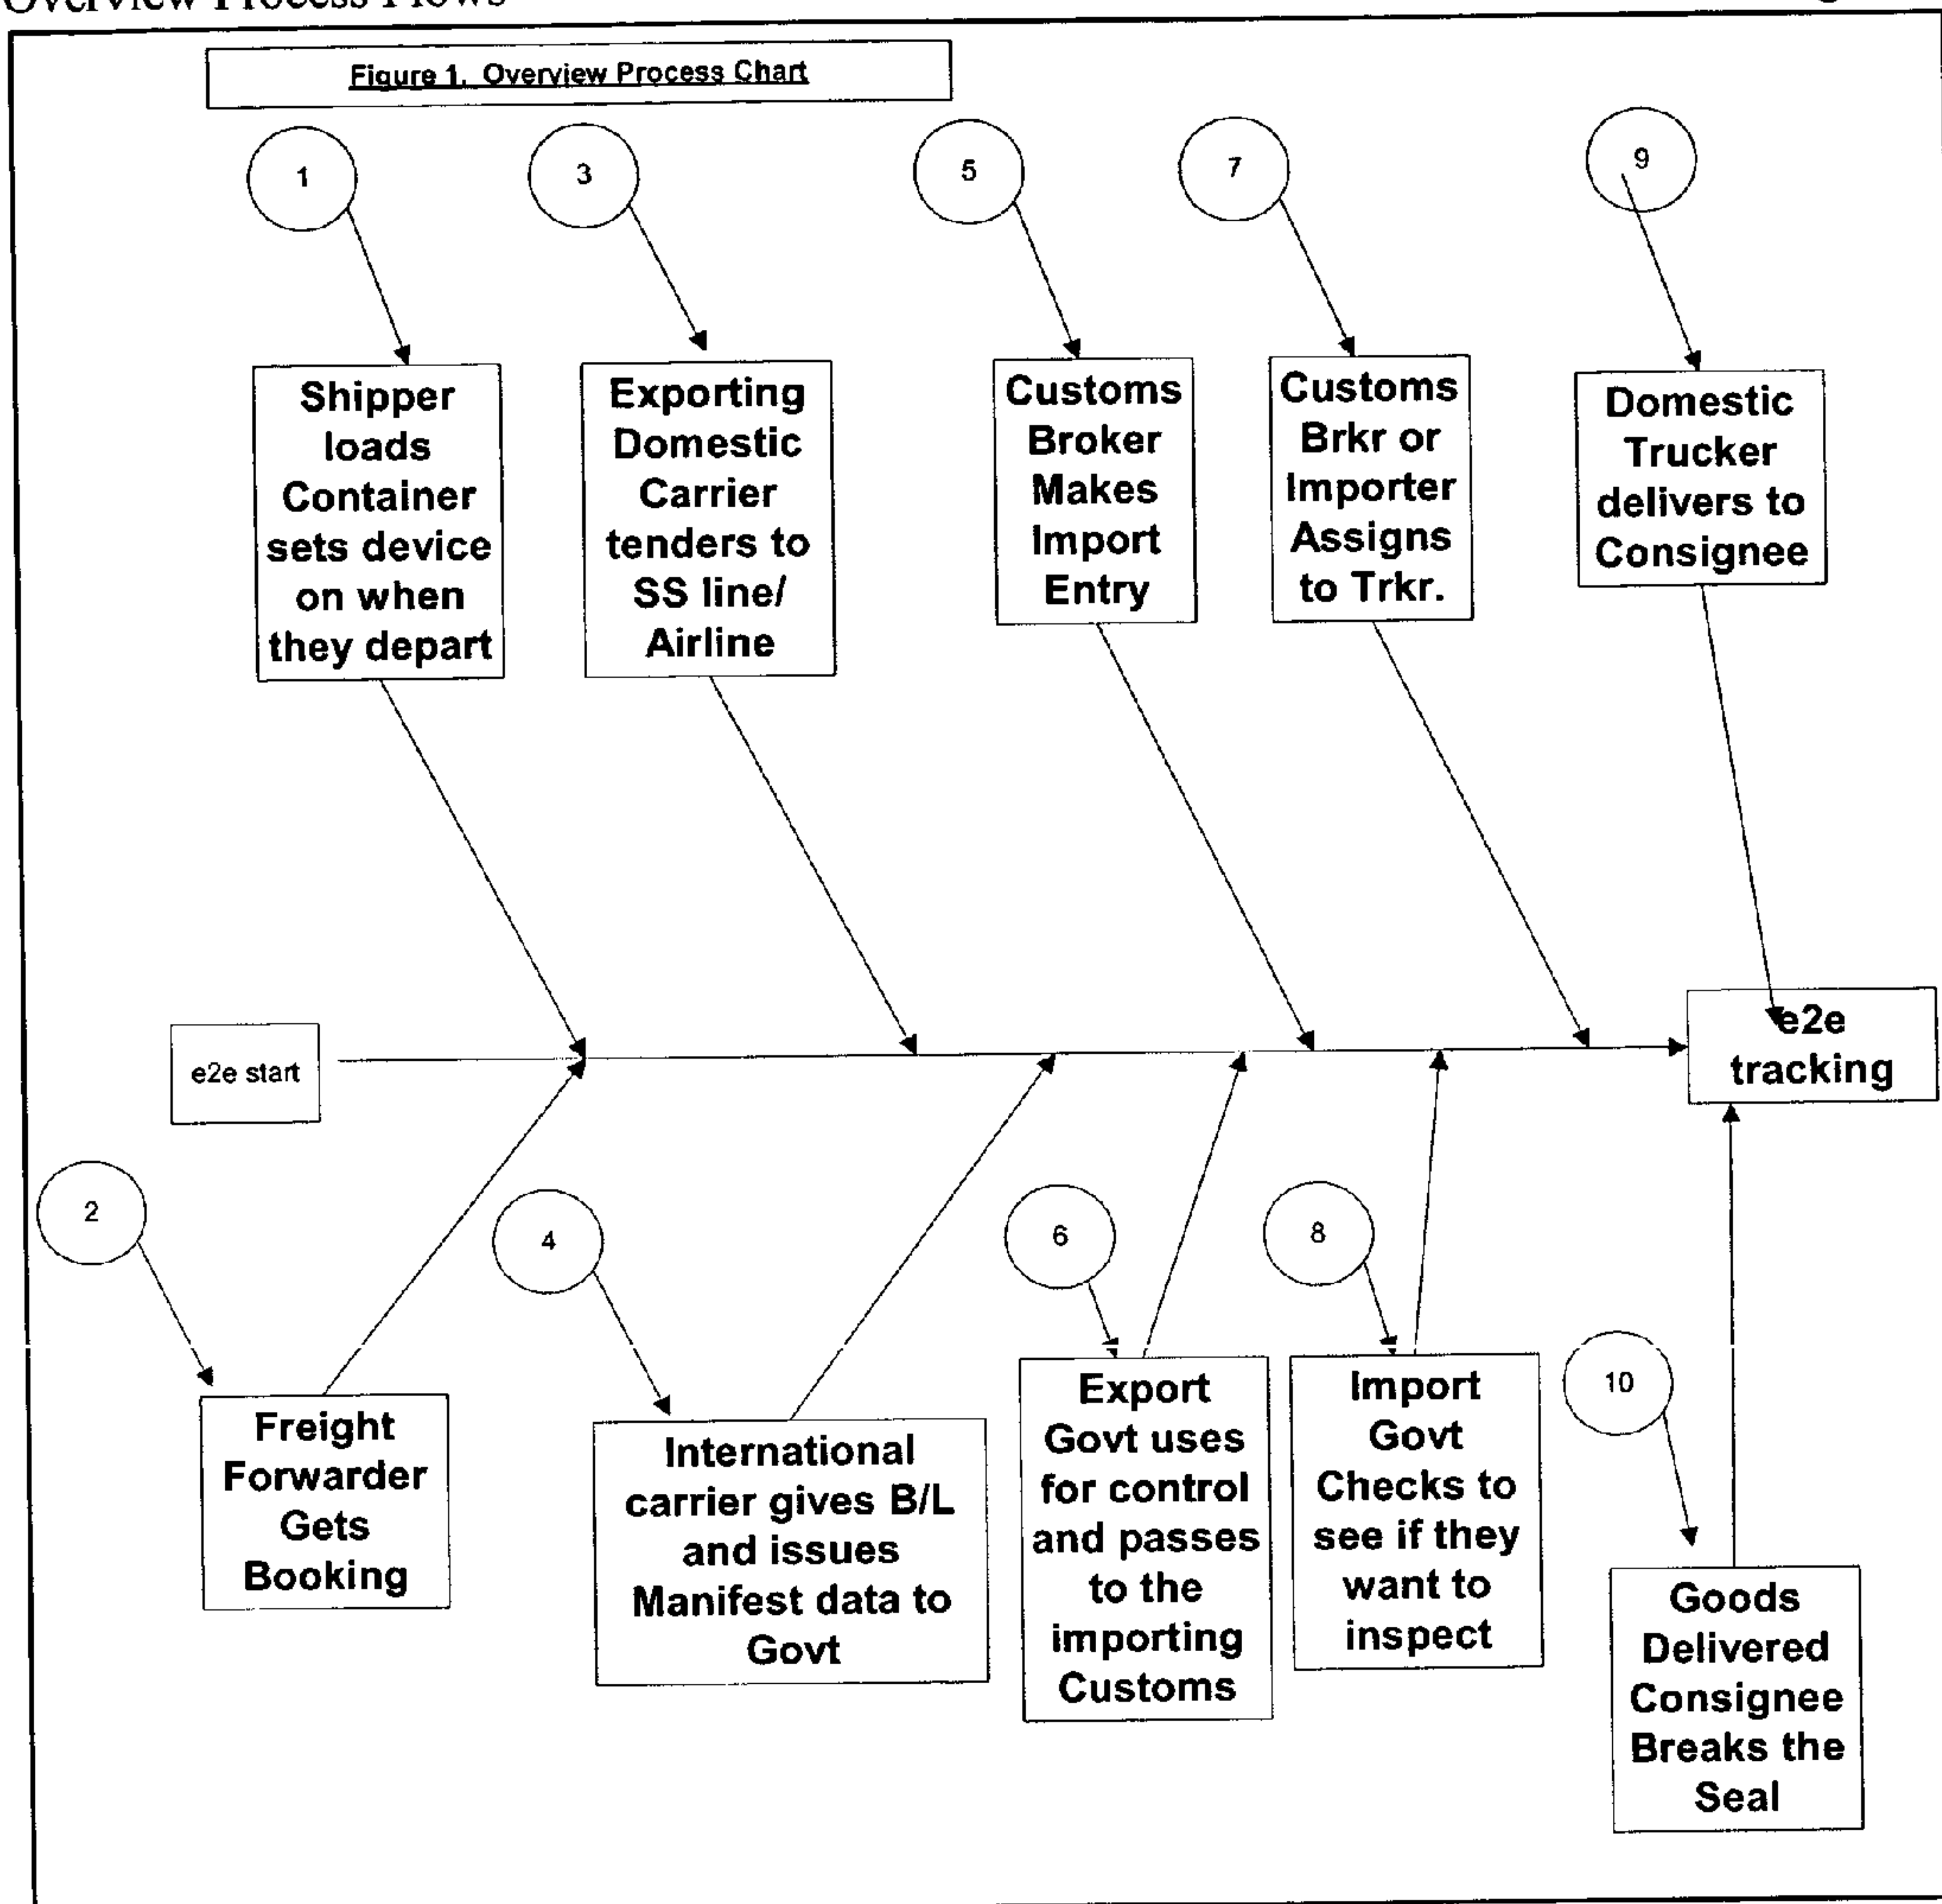 Overview Process Flows
Figure 1. Overview Process Chart
1
3
5
7
9
Shipper
loads
Container
sets device
on when
they depart
Exporting
Domestic
Carrier
tenders to
SS line/
Airline
Customs
Broker
Makes
Import
Entry
Customs
Brkr or
Importer
Assigns
to Trkr.
Domestic
Trucker
delivers to
Consignee
e2e start
e2e
tracking
2
4
6
8
10
Freight
Forwarder
Gets
Booking
International
carrier gives B/L
and issues
Manifest data to
Govt
Export
Govt uses
for control
and passes
to the
importing
Customs
Import
Govt
Checks to
see if they
want to
inspect
Goods
Delivered
Consignee
Breaks the
Seal